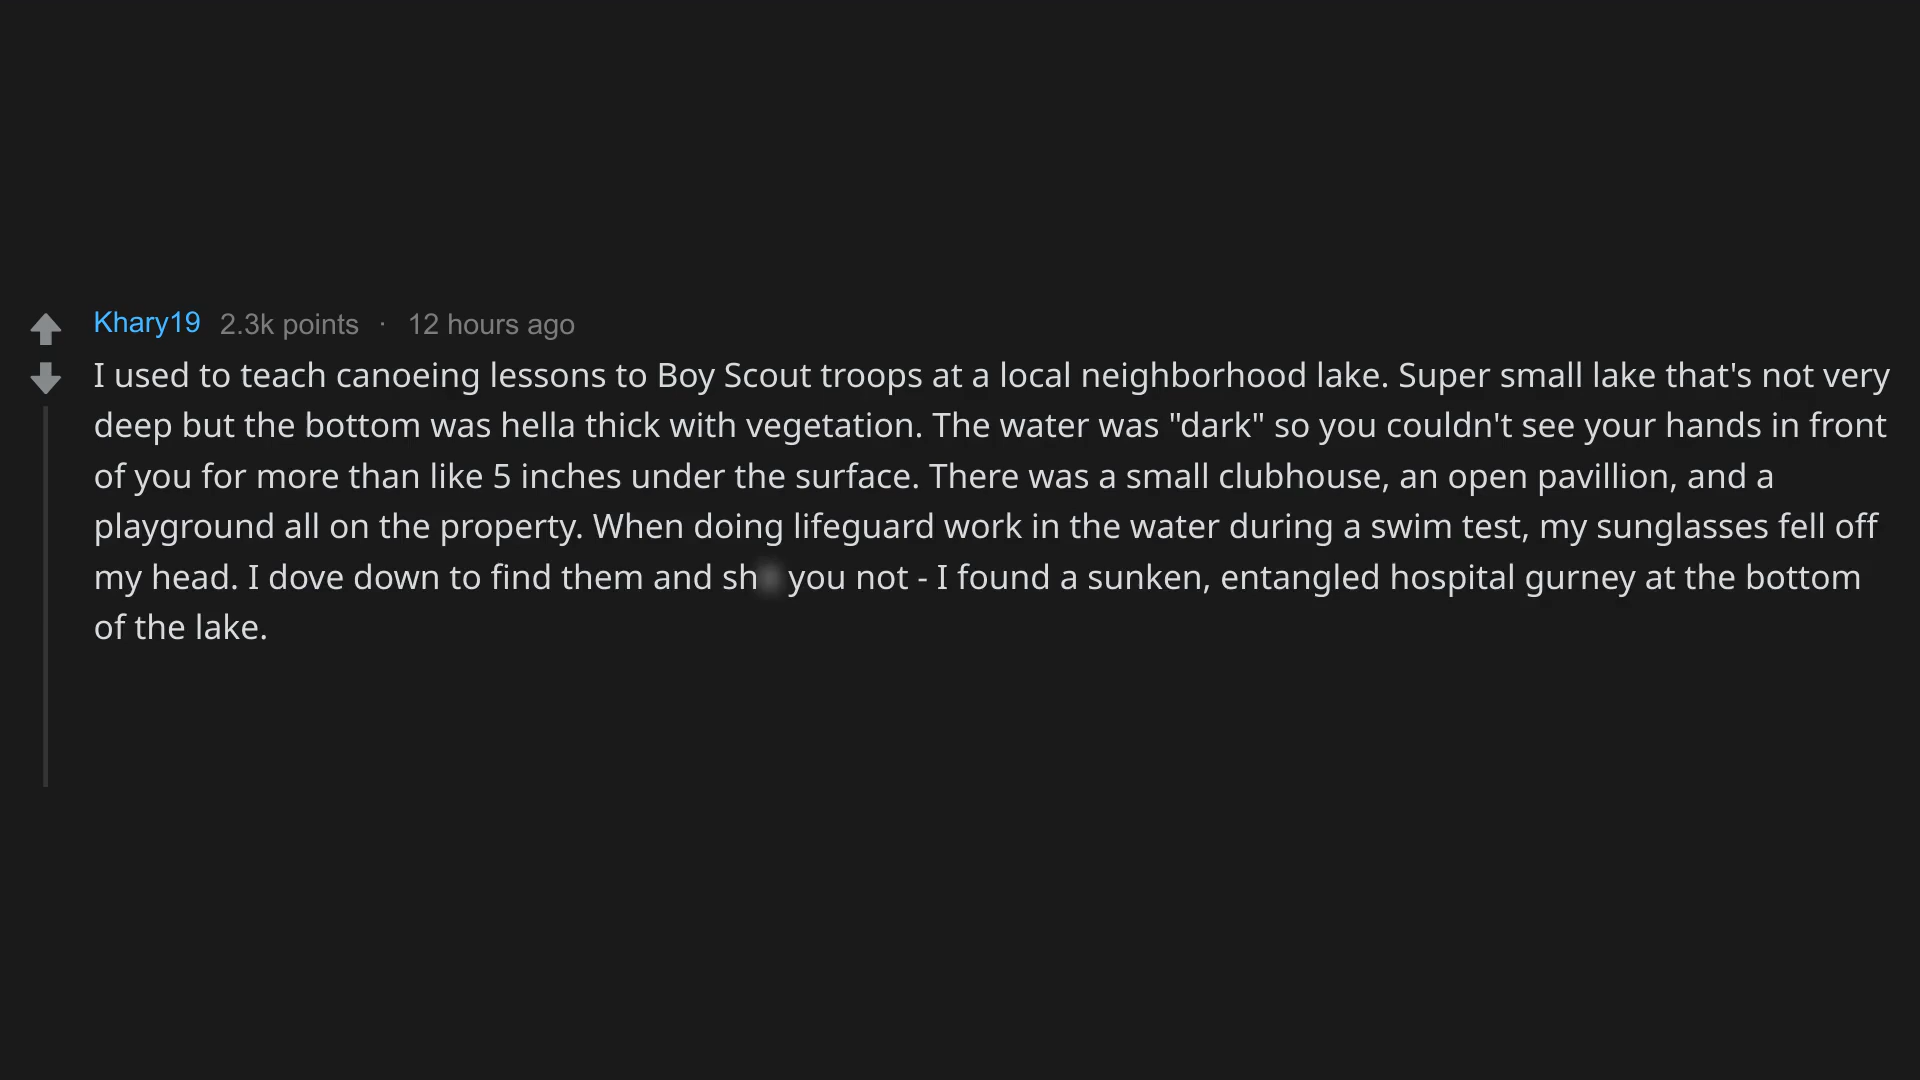 Khary19 2.3k points · 12 hours ago
I used to teach canoeing lessons to Boy Scout troops at a local neighborhood lake. Super small lake that's not very
deep but the bottom was hella thick with vegetation. The water was "dark" so you couldn't see your hands in front
of you for more than like 5 inches under the surface. There was a small clubhouse, an open pavillion, and a
playground all on the property. When doing lifeguard work in the water during a swim test, my sunglasses fell off
my head. I dove down to find them and sh you not - I found a sunken, entangled hospital gurney at the bottom
of the lake.